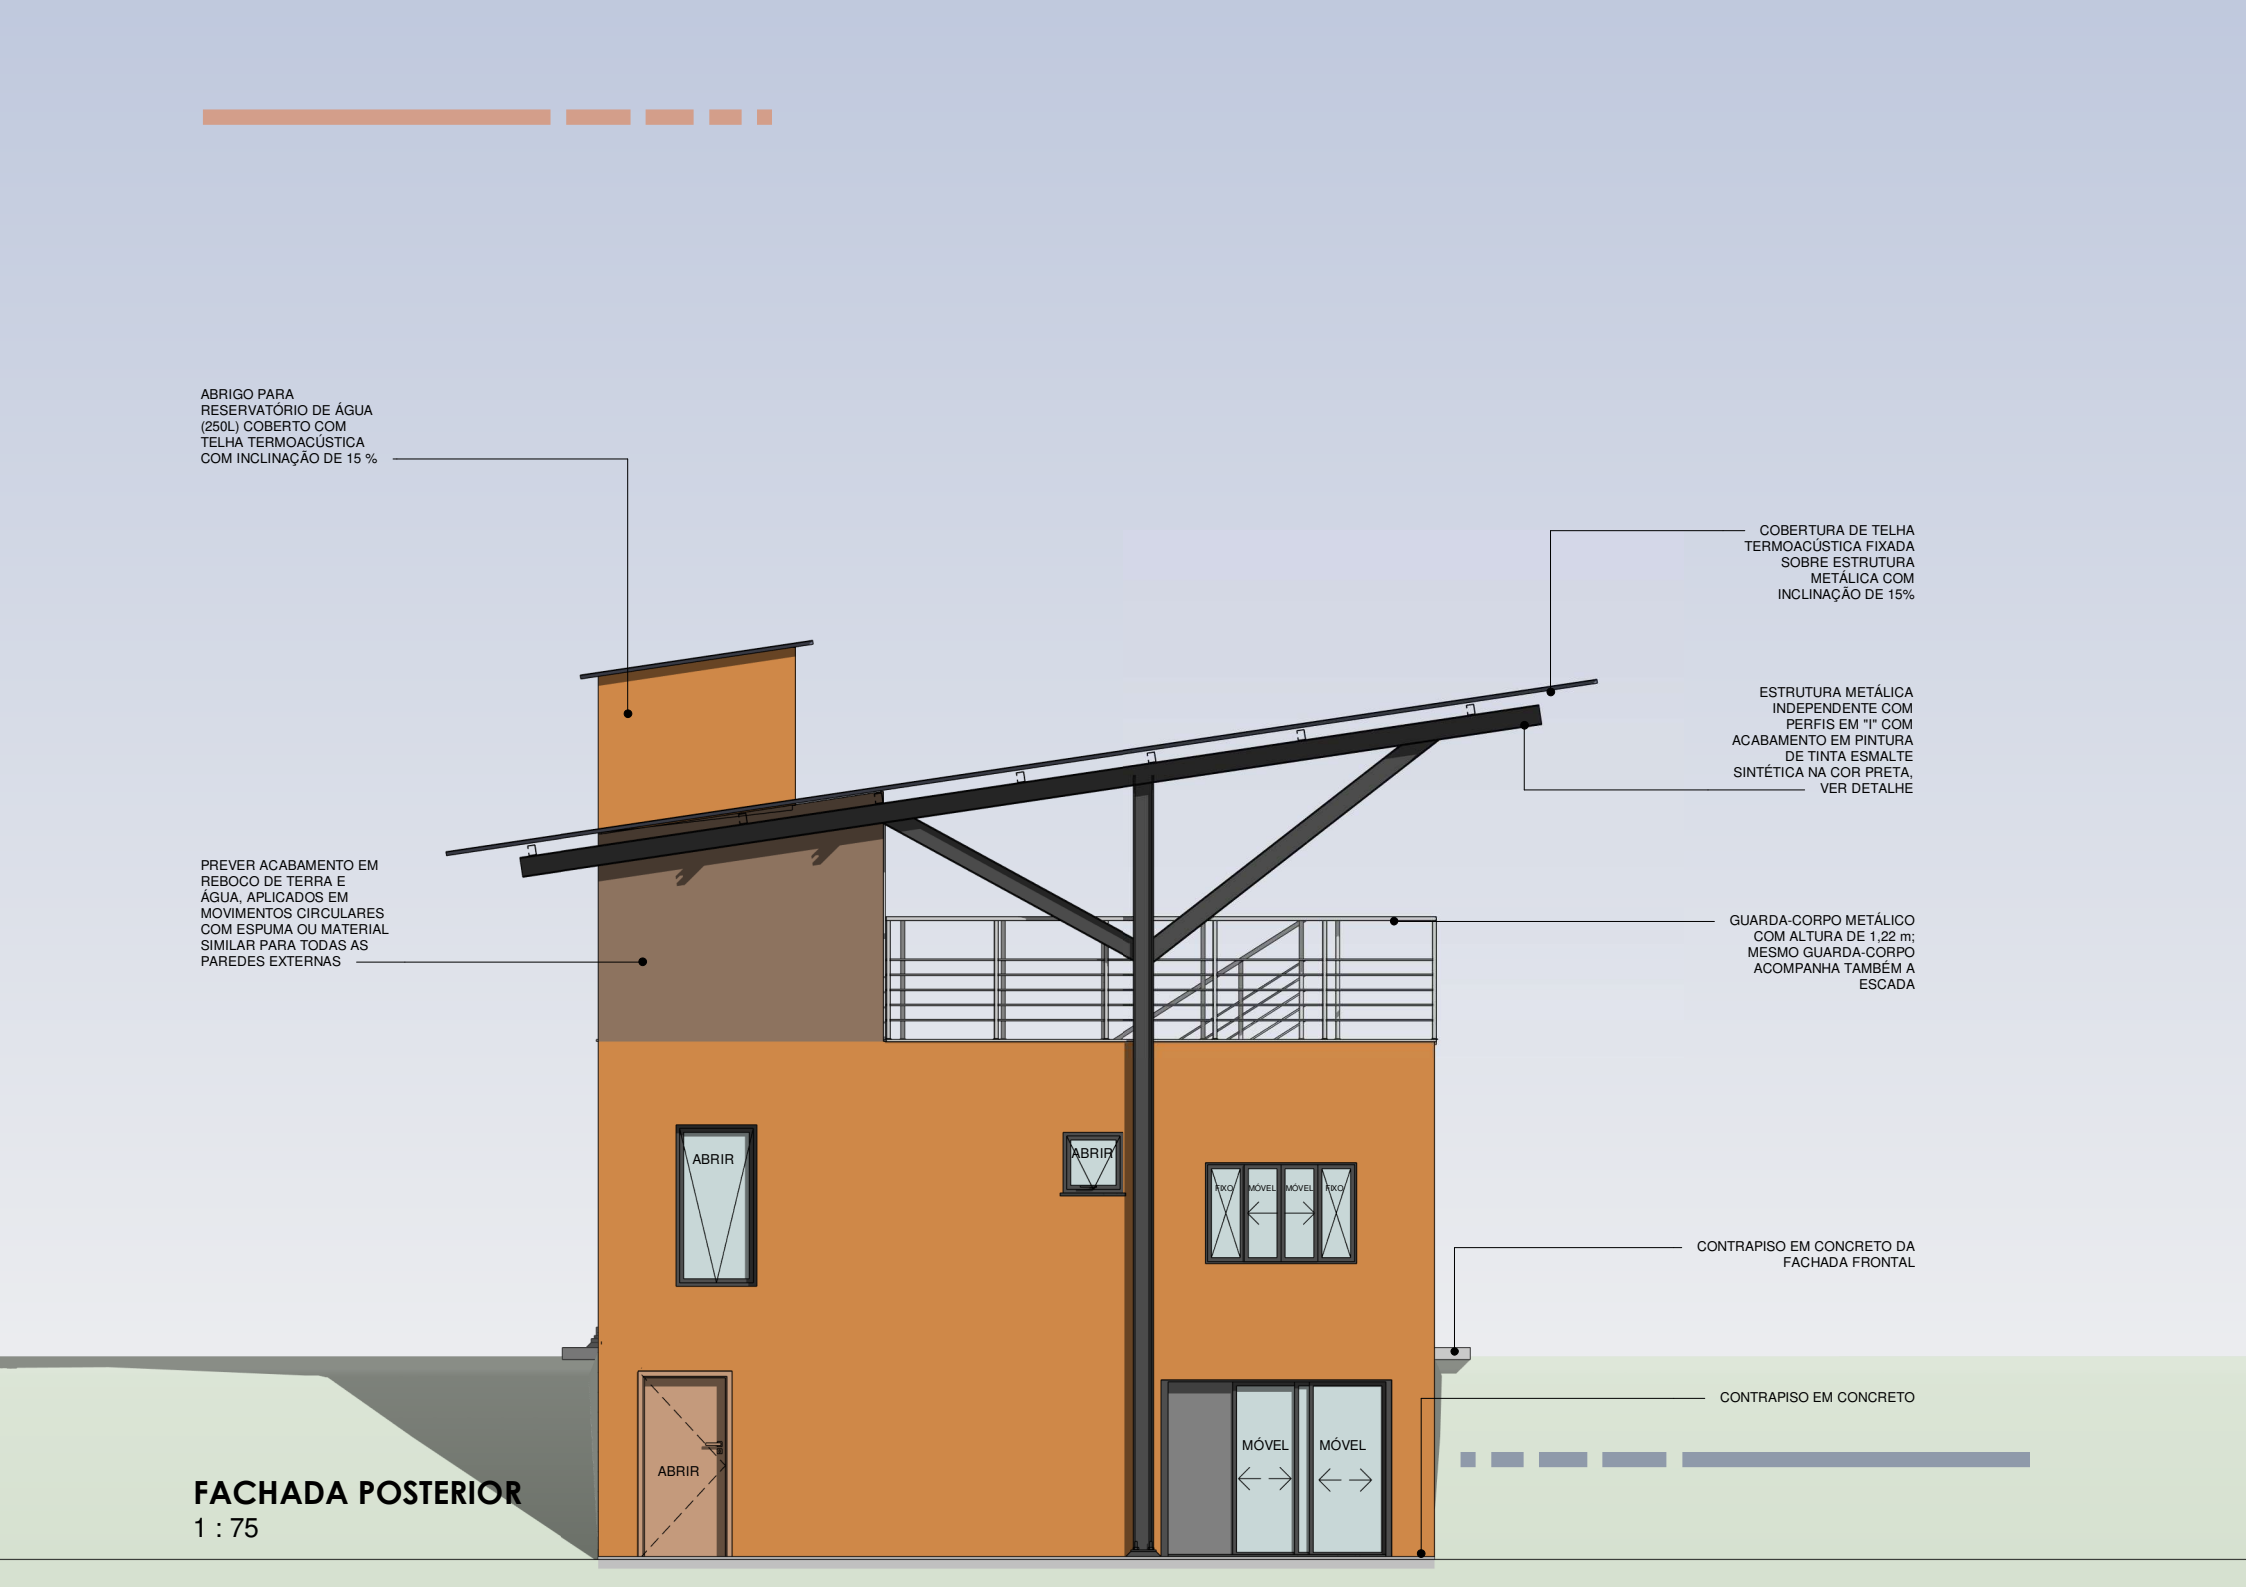 ABRIGO PARA
RESERVATÓRIO DE ÁGUA
(250L) COBERTO COM
TELHA TERMOACÚSTICA
COM INCLINAÇÃO DE 15 %
COBERTURA DE TELHA
TERMOACÚSTICA FIXADA
SOBRE ESTRUTURA
METÁLICA COM
INCLINAÇÃO DE 15%
ESTRUTURA METÁLICA
INDEPENDENTE COM
PERFIS EM "I" COM
ACABAMENTO EM PINTURA
DE TINTA ESMALTE
SINTÉTICA NA COR PRETA,
VER DETALHE
PREVER ACABAMENTO EM
REBOCO DE TERRA E
ÁGUA, APLICADOS EM
MOVIMENTOS CIRCULARES
COM ESPUMA OU MATERIAL
SIMILAR PARA TODAS AS
PAREDES EXTERNAS
GUARDA-CORPO METÁLICO
COM ALTURA DE 1,22 m;
MESMO GUARDA-CORPO
ACOMPANHA TAMBÉM A
ESCADA
ABRIR
ABRIR
FIXO MÓVEL MÓVEL FIXO
CONTRAPISO EM CONCRETO DA
FACHADA FRONTAL
CONTRAPISO EM CONCRETO
MÓVEL MÓVEL
ABRIR
FACHADA POSTERIOR
1 : 75